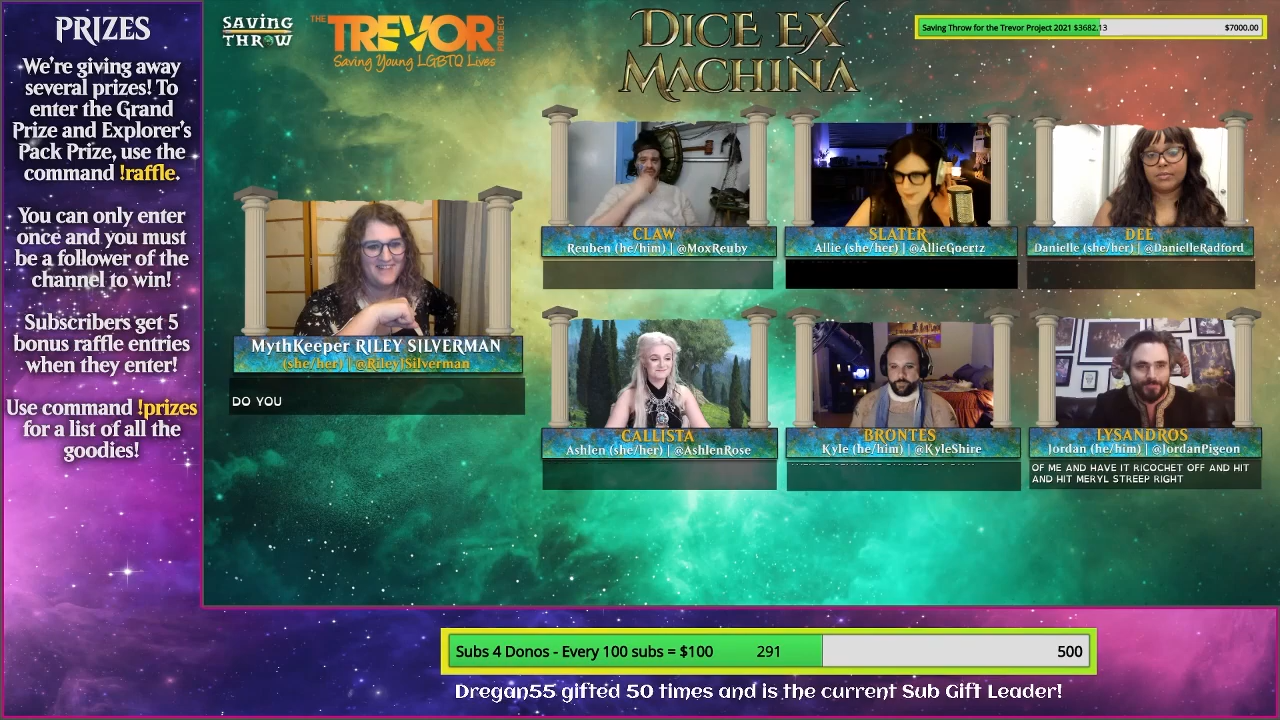 PRIZES
We're giving away
several prizes! To
enter the Grand
Prize and Explorer's
Pack Prize, use the
command !raffle.
You can only enter
once and you must
be a follower of the
channel to win!
Subscribers get 5
bonus raffle entries
when they enter!
Use command !prizes
for a list of all the
goodies!
SAVING
THROW
THE TREVOR PROJECT
Saving Young LGBTQ Lives
DICE EX
MACHINA
Saving Throw for the Trevor Project 2021 $3682.13 $7000.00
MythKeeper RILEY SILVERMAN
(she/her) | @RileyJSilverman
DO YOU
CLAW
Reuben (he/him) | @MoxReuby
SLATER
Allie (she/her) | @AllieGoertz
DEE
Danielle (she/her) | @DanielleRadford
CALLISTA
Ashlen (she/her) | @AshlenRose
BRONTES
Kyle (he/him) | @KyleShire
LYSANDROS
Jordan (he/him) | @JordanPigeon
OF ME AND HAVE IT RICOCHET OFF AND HIT
AND HIT MERYL STREEP RIGHT
Subs 4 Donos - Every 100 subs = $100 291 500
Dregan55 gifted 50 times and is the current Sub Gift Leader!